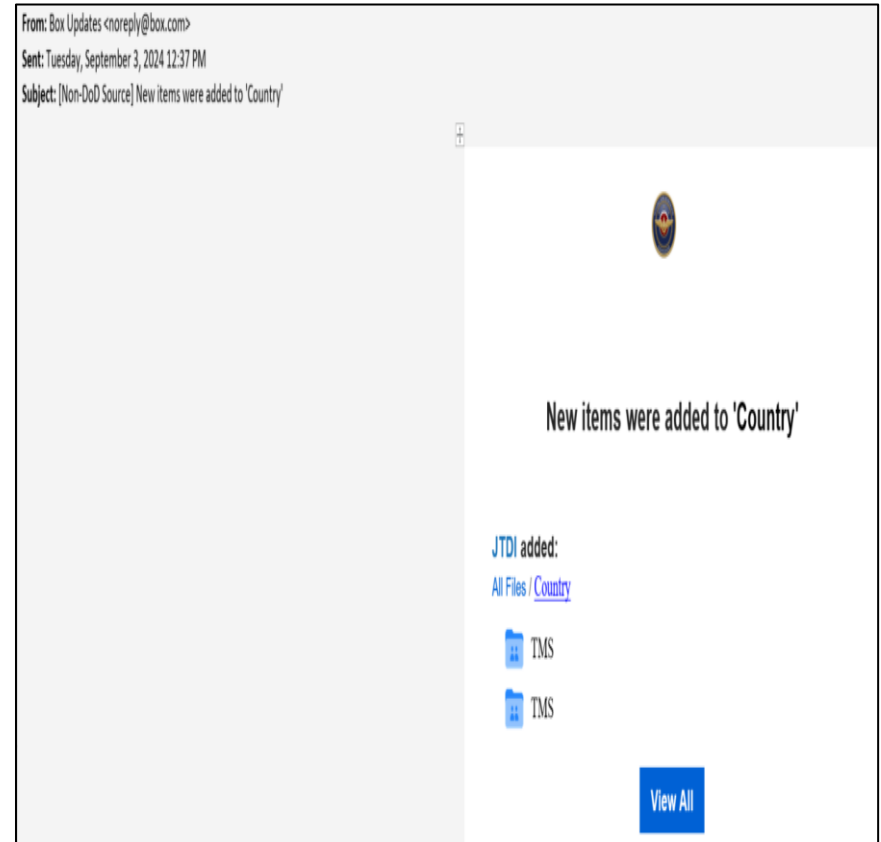 From: Box Updates <noreply@box.com>
Sent: Tuesday, September 3, 2024 12:37 PM
Subject: [Non-DoD Source] New items were added to 'Country'
New items were added to 'Country'
JTDI added:
All Files / Country
TMS
TMS
View All